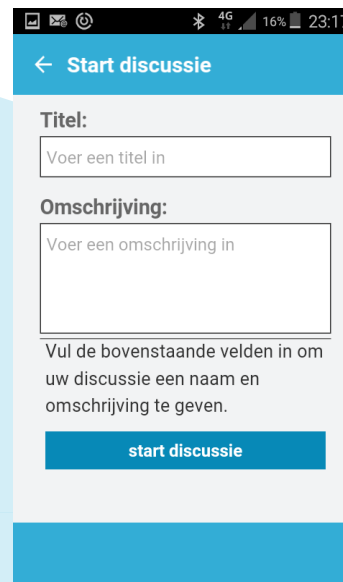 4G 16% 23:17
Start discussie
Titel:
Voer een titel in
Omschrijving:
Voer een omschrijving in
Vul de bovenstaande velden in om
uw discussie een naam en
omschrijving te geven.
start discussie